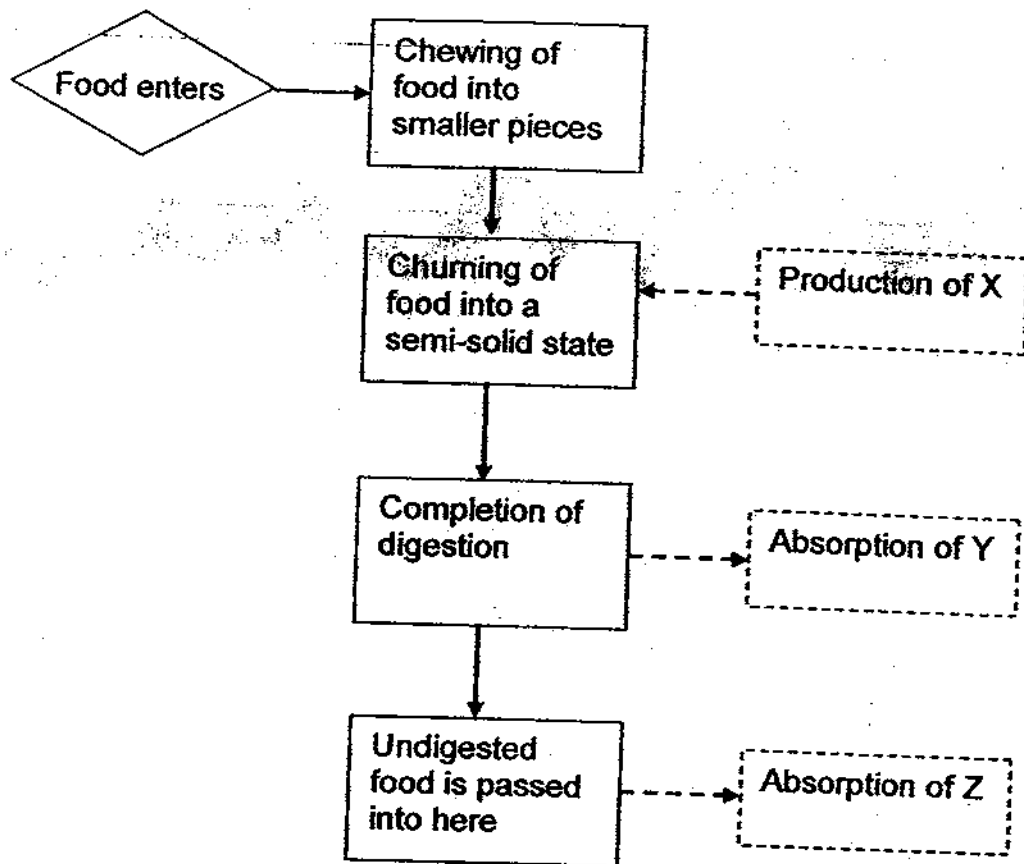 Food enters
Chewing of
food into
smaller pieces
Churning of
food into a
semi-solid state
Production of X
Completion of
digestion
Absorption of Y
Undigested
food is passed
into here
Absorption of Z